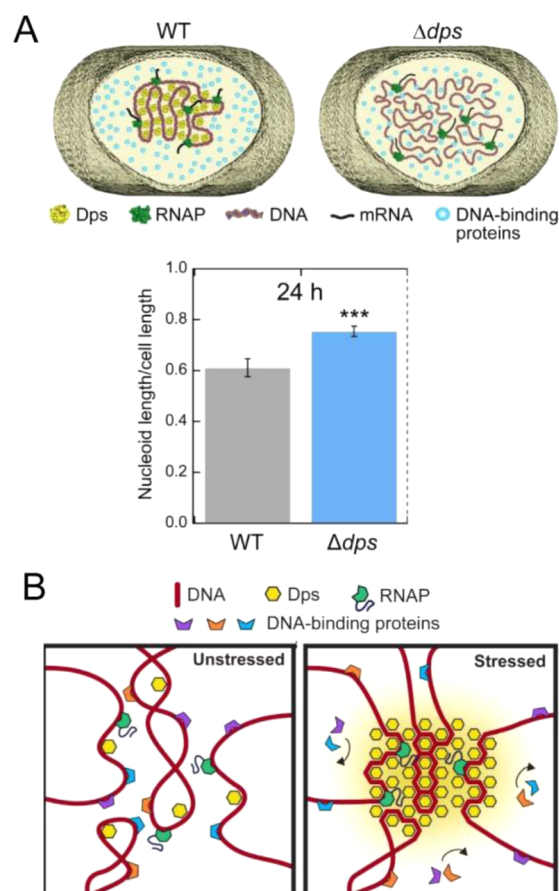 A
WT
Δdps
Dps RNAP DNA mRNA DNA-binding
proteins
1.0
24 h
***
0.8
0.6
0.4
0.2
0.0
Nucleoid length/cell length
WT Δdps
B
DNA Dps RNAP
DNA-binding proteins
Unstressed
Stressed